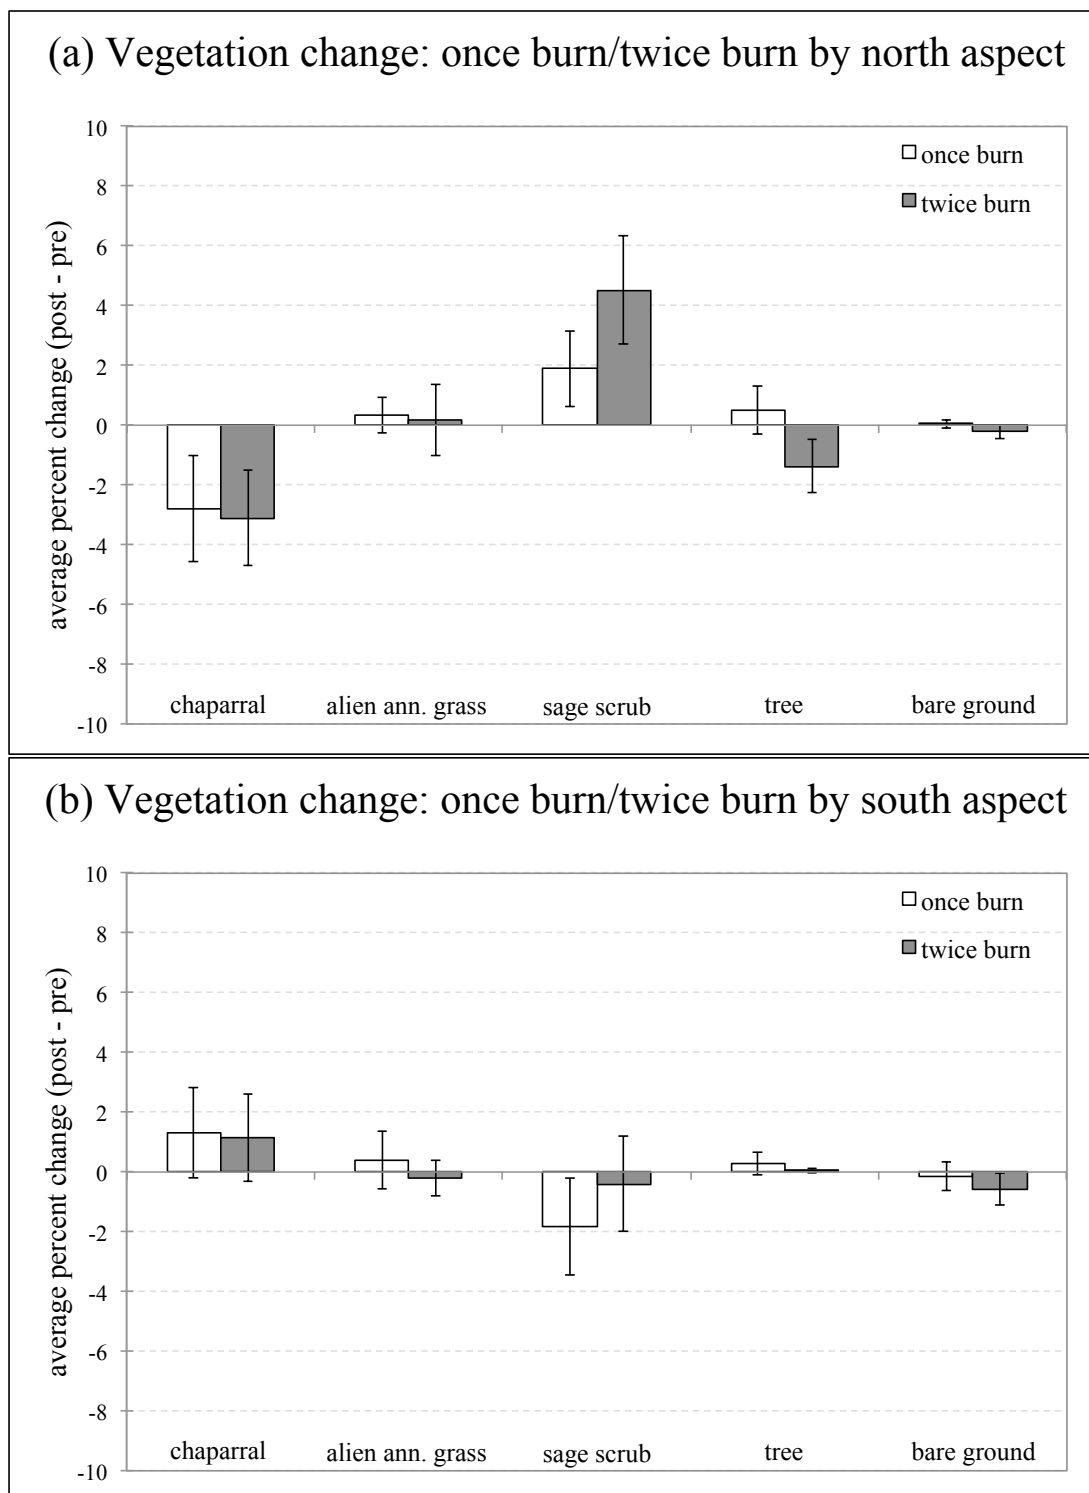 (a) Vegetation change: once burn/twice burn by north aspect
10
8
6
4
2
0
-2
-4
-6
-8
-10
average percent change (post - pre)
once burn
twice burn
chaparral
alien ann. grass
sage scrub
tree
bare ground
(b) Vegetation change: once burn/twice burn by south aspect
10
8
6
4
2
0
-2
-4
-6
-8
-10
average percent change (post - pre)
once burn
twice burn
chaparral
alien ann. grass
sage scrub
tree
bare ground